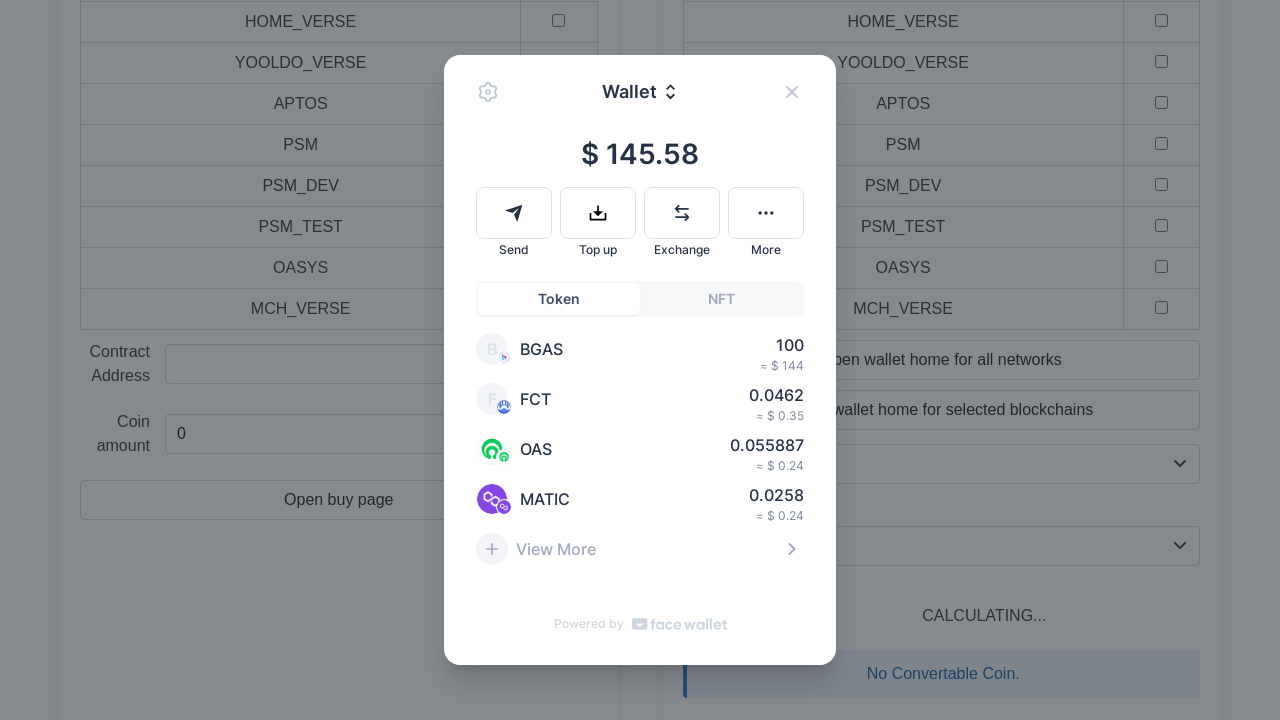 HOME_VERSE
YOOLDO_VERSE
APTOS
PSM
PSM_DEV
PSM_TEST
OASYS
MCH_VERSE
Contract
Address
Coin
amount
0
Open buy page
Wallet
$ 145.58
Send
Top up
Exchange
More
Token
NFT
B
BGAS
100
≈ $ 144
F
FCT
0.0462
≈ $ 0.35
OAS
0.055887
≈ $ 0.24
MATIC
0.0258
≈ $ 0.24
View More
Powered by face wallet
HOME_VERSE
YOOLDO_VERSE
APTOS
PSM
PSM_DEV
PSM_TEST
OASYS
MCH_VERSE
wallet home for all networks
wallet home for selected blockchains
CALCULATING...
No Convertable Coin.